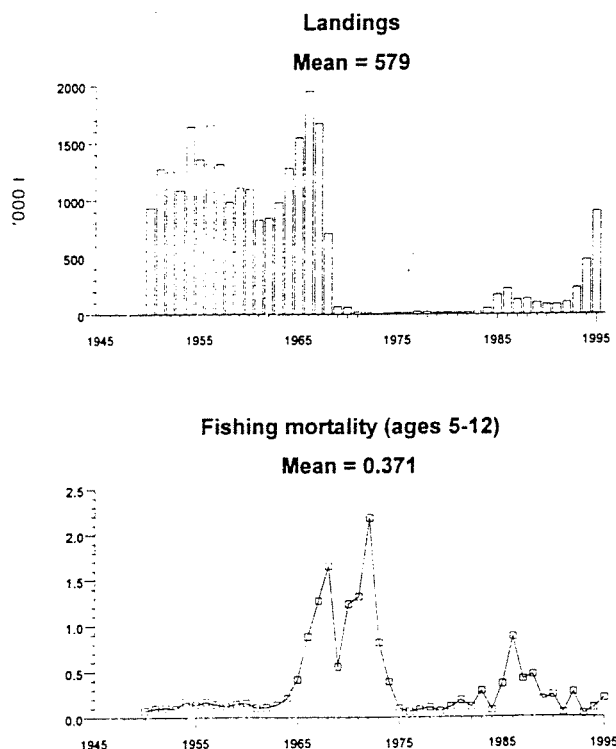 Landings
Mean = 579
2000
1500
1000
500
0
'000 t
1945 1955 1965 1975 1985 1995
Fishing mortality (ages 5-12)
Mean = 0.371
2.5
2.0
1.5
1.0
0.5
0.0
1945 1955 1965 1975 1985 1995